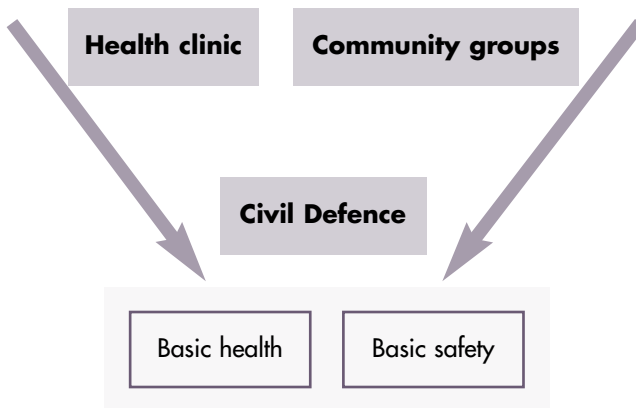 Health clinic
Community groups
Civil Defence
Basic health
Basic safety